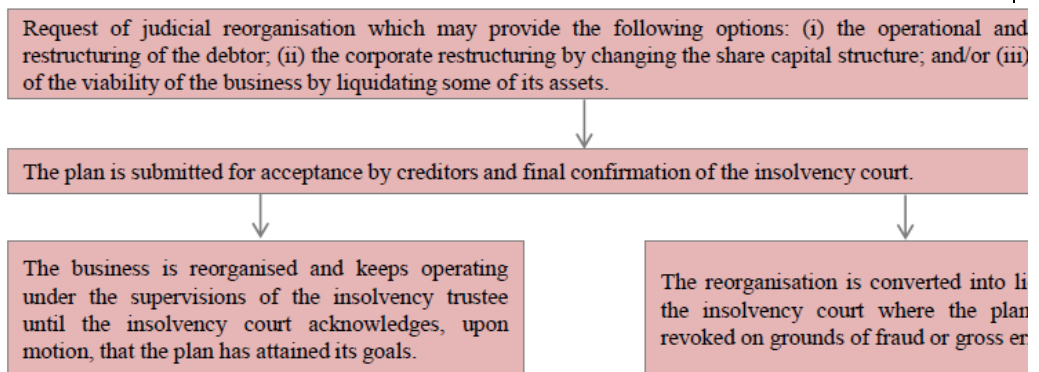 Request of judicial reorganisation which may provide the following options: (i) the operational and
restructuring of the debtor; (ii) the corporate restructuring by changing the share capital structure; and/or (iii)
of the viability of the business by liquidating some of its assets.
The plan is submitted for acceptance by creditors and final confirmation of the insolvency court.
The business is reorganised and keeps operating
under the supervisions of the insolvency trustee
until the insolvency court acknowledges, upon
motion, that the plan has attained its goals.
The reorganisation is converted into
the insolvency court where the plan
revoked on grounds of fraud or gross